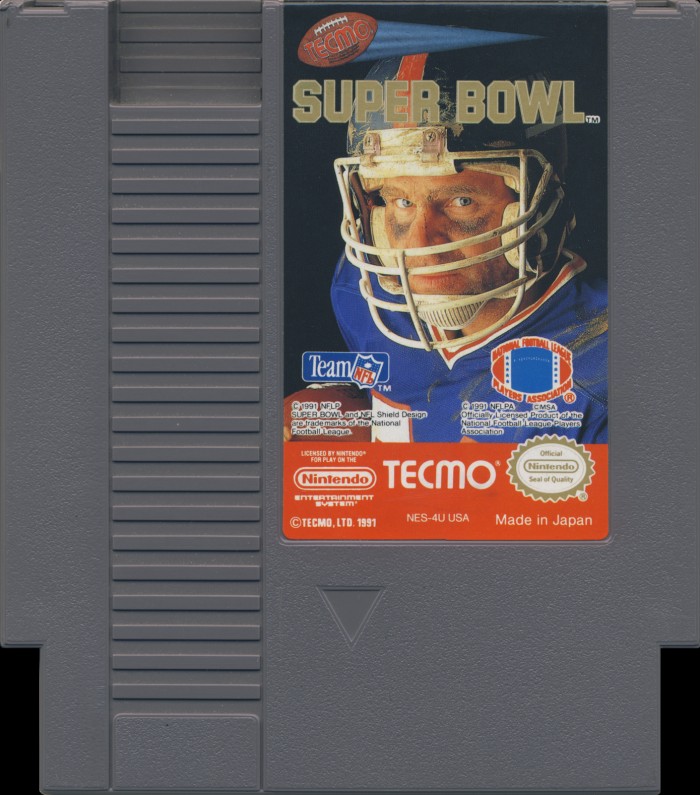 TECMO
SUPER BOWL TM
Team NFL TM
NATIONAL FOOTBALL LEAGUE
PLAYERS ASSOCIATION ®
© 1991 NFLP
SUPER BOWL and NFL Shield Design
are trademarks of the National
Football League.
© 1991 NFLPA, CMSA
Officially Licensed Product of the
National Football League Players
Association
LICENSED BY NINTENDO®
FOR PLAY ON THE
Nintendo
ENTERTAINMENT
SYSTEM®
TECMO®
Official
Nintendo
Seal of Quality
®
©TECMO, LTD. 1991
NES-4U USA
Made in Japan